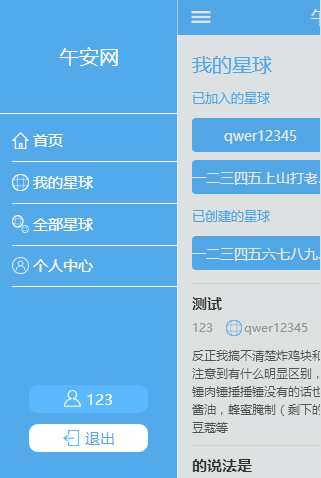 午安网
首页
我的星球
全部星球
个人中心
123
退出
午
我的星球
已加入的星球
qwer12345
一二三四五上山打老..
已创建的星球
一二三四五六七八九..
测试
123 qwer12345
反正我搞不清楚炸鸡块和
注意到有什么明显区别，
锤肉锤捶捶锤没有的话也
酱油，蜂蜜腌制（剩下的
豆蔻等
的说法是